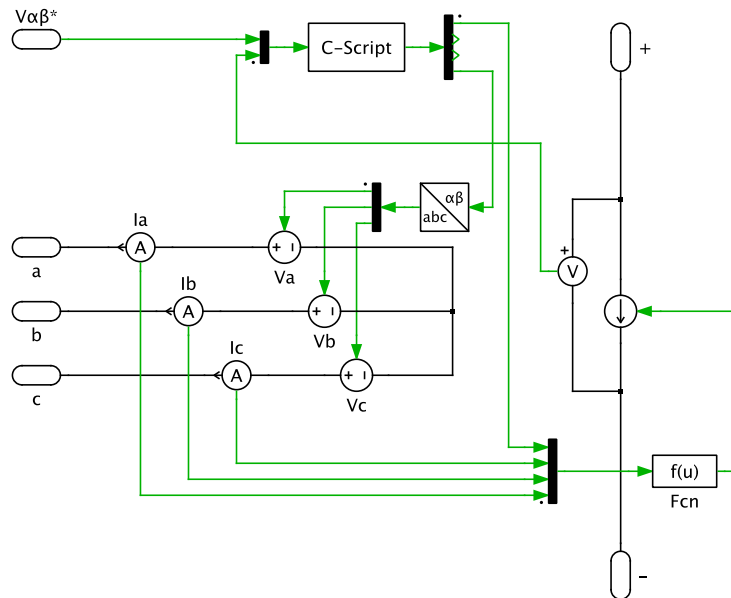 Vαβ*
C-Script
+
αβ
abc
Ia
A
a
+ -
Va
+
V
Ib
A
b
+ -
Vb
Ic
A
c
+ -
Vc
f(u)
Fcn
-